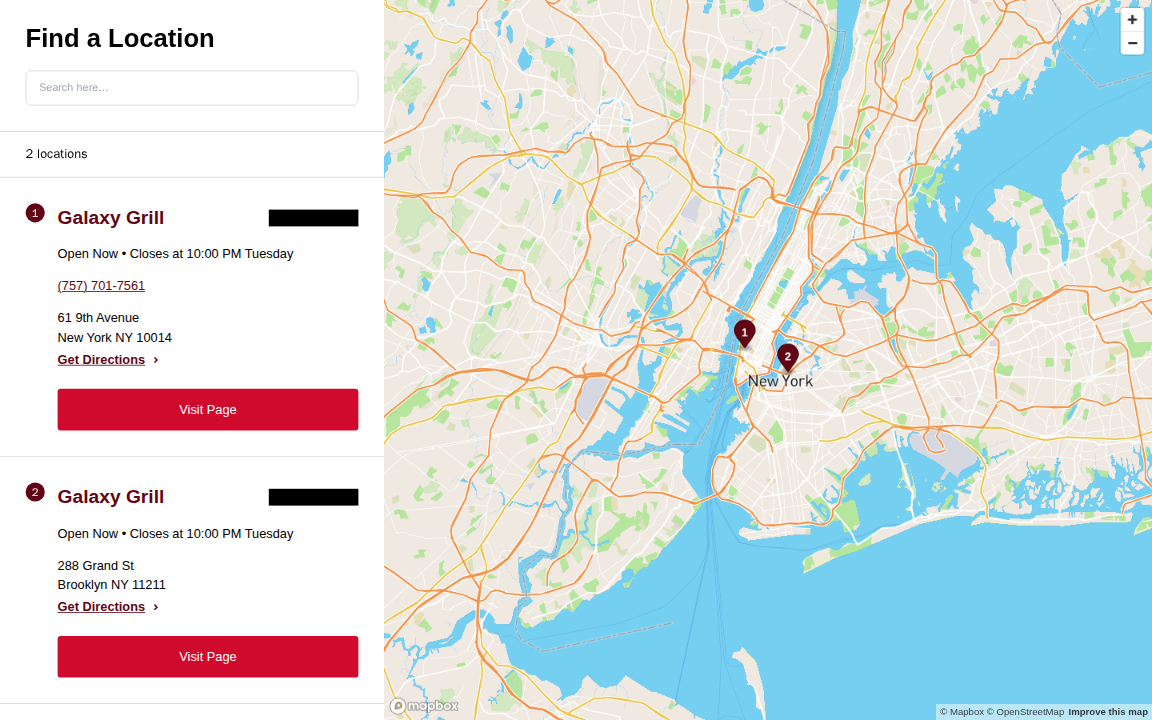 Find a Location
Search here...
2 locations
1
Galaxy Grill
Open Now • Closes at 10:00 PM Tuesday
(757) 701-7561
61 9th Avenue
New York NY 10014
Get Directions
Visit Page
2
Galaxy Grill
Open Now • Closes at 10:00 PM Tuesday
288 Grand St
Brooklyn NY 11211
Get Directions
Visit Page
+
−
1
2
New York
mapbox
© Mapbox © OpenStreetMap Improve this map